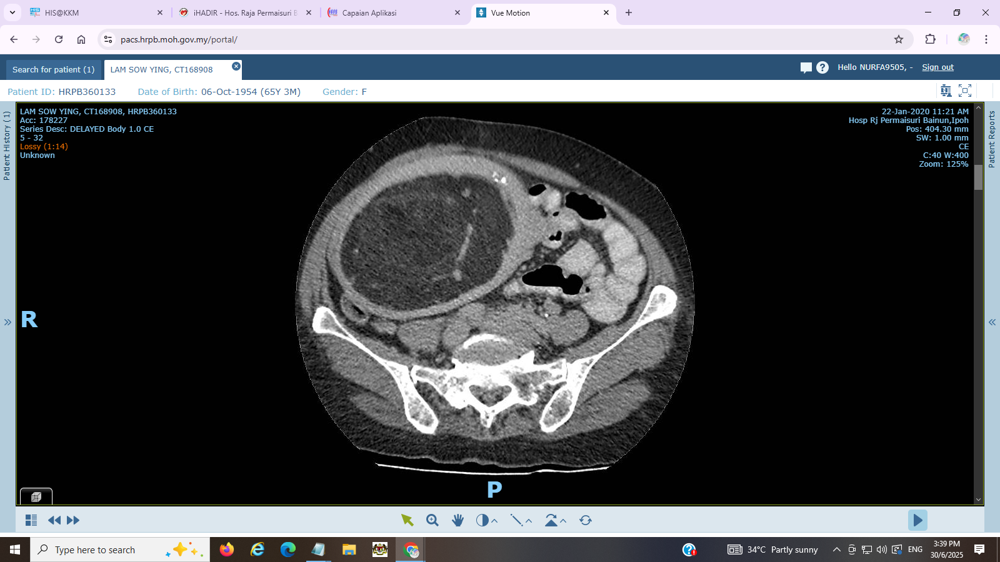 HIS@KKM
iHADIR - Hos. Raja Permaisuri B
Capaian Aplikasi
Vue Motion
pacs.hrpb.moh.gov.my/portal/
Search for patient (1)
LAM SOW YING, CT168908
Hello NURFA9505, -
Sign out
Patient ID: HRPB360133
Date of Birth: 06-Oct-1954 (65Y 3M)
Gender: F
Patient History (1)
LAM SOW YING, CT168908, HRPB360133
Acc: 178227
Series Desc: DELAYED Body 1.0 CE
5 - 32
Lossy (1:14)
Unknown
22-Jan-2020 11:21 AM
Hosp Rj Permaisuri Bainun,Ipoh
Pos: 404.30 mm
SW: 1.00 mm
CE
C:40 W:400
Zoom: 125%
Patient Reports
R
P
Type here to search
34°C Partly sunny
ENG
3:39 PM
30/6/2025